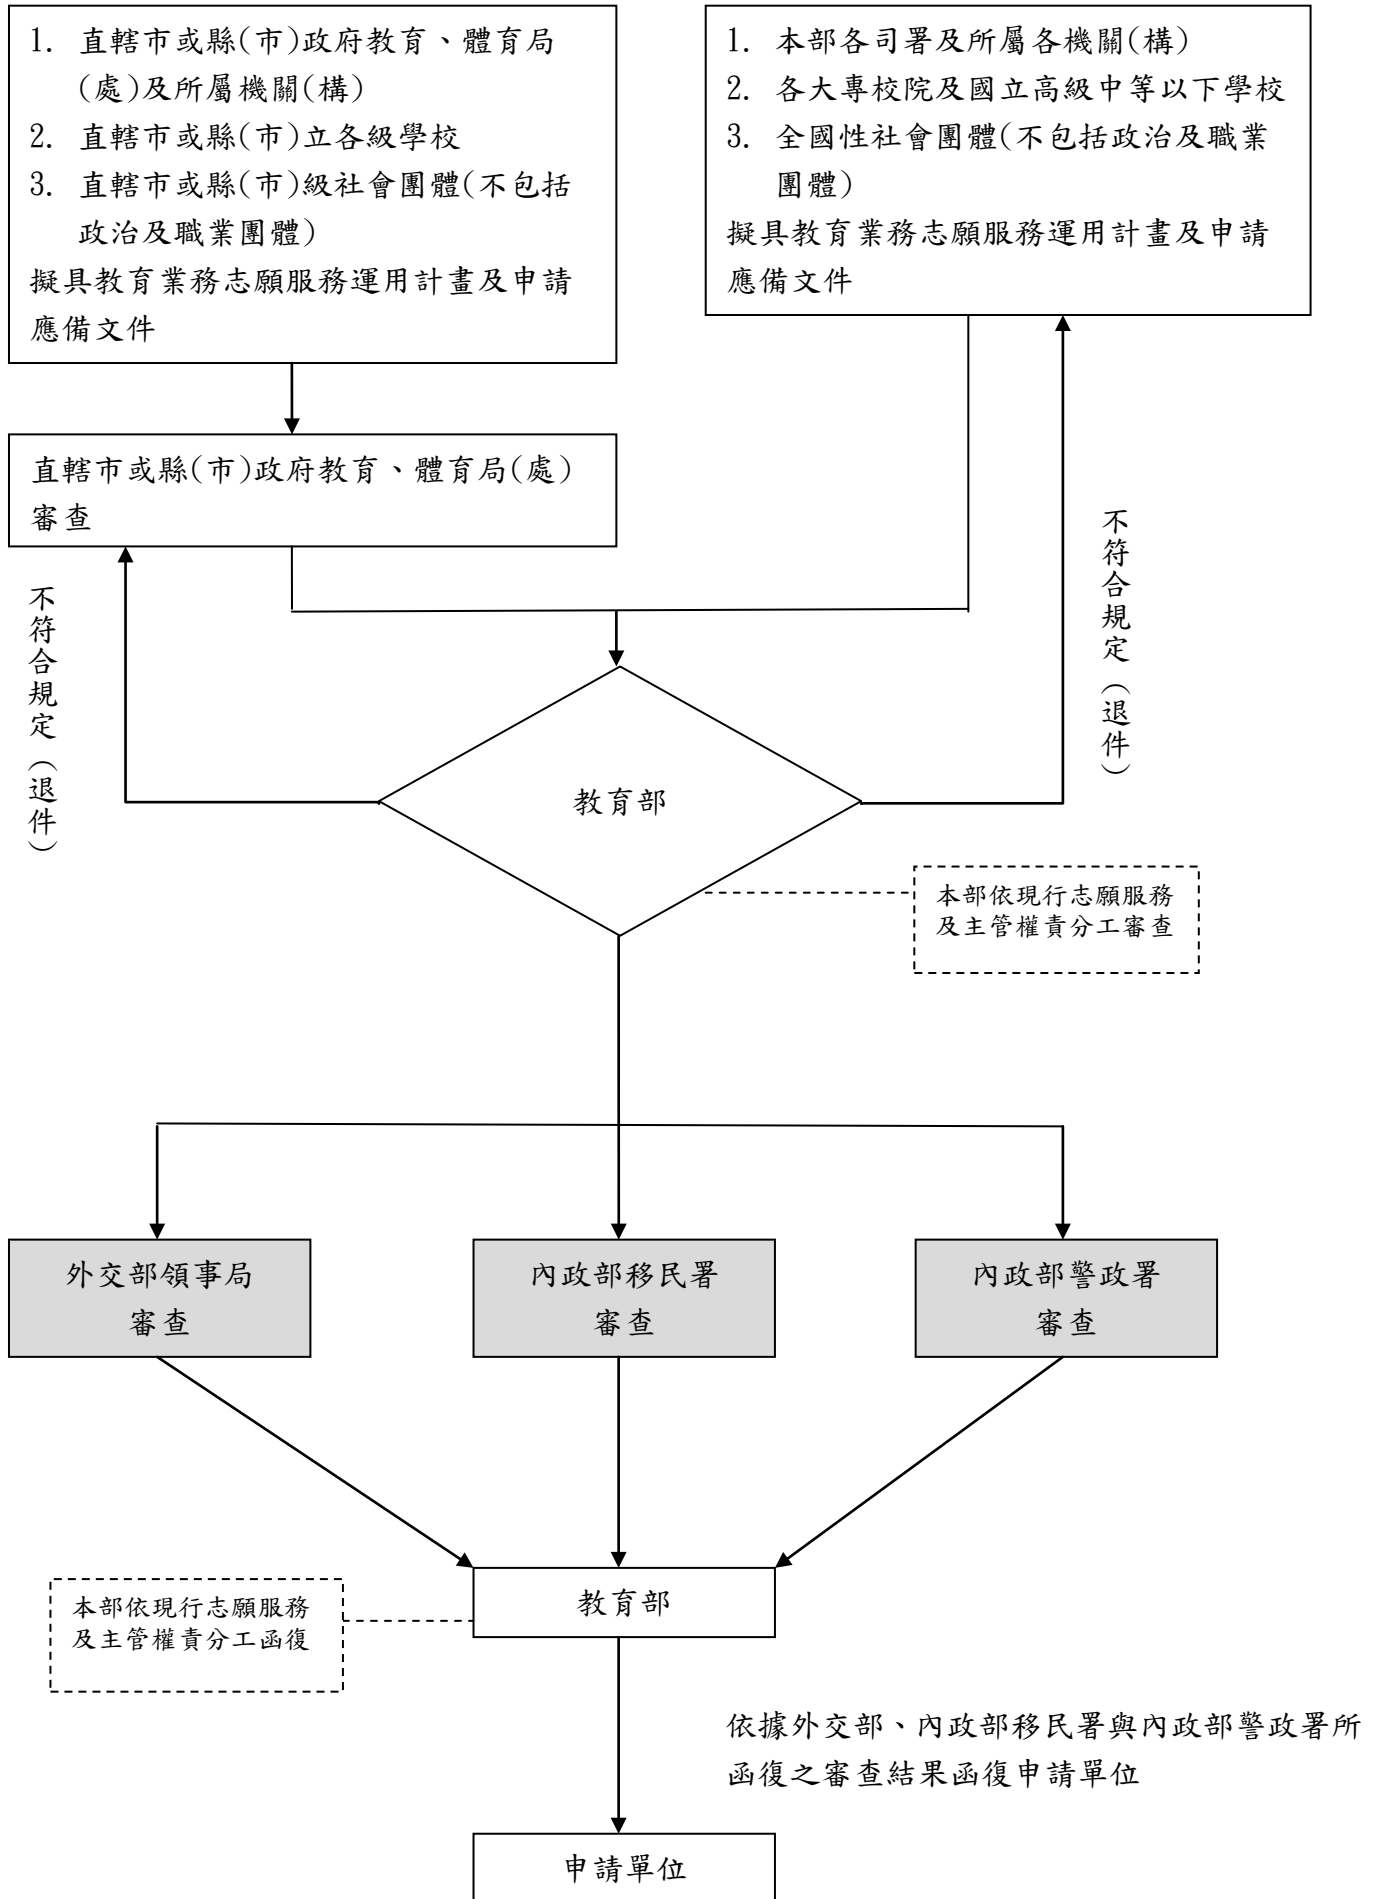 1. 直轄市或縣(市)政府教育、體育局
(處)及所屬機關(構)
2. 直轄市或縣(市)立各級學校
3. 直轄市或縣(市)級社會團體(不包括
政治及職業團體)
擬具教育業務志願服務運用計畫及申請
應備文件
1. 本部各司署及所屬各機關(構)
2. 各大專校院及國立高級中等以下學校
3. 全國性社會團體(不包括政治及職業
團體)
擬具教育業務志願服務運用計畫及申請
應備文件
直轄市或縣(市)政府教育、體育局(處)
審查
不符合規定（退件）
不符合規定（退件）
教育部
本部依現行志願服務
及主管權責分工審查
外交部領事局
審查
內政部移民署
審查
內政部警政署
審查
教育部
本部依現行志願服務
及主管權責分工函復
依據外交部、內政部移民署與內政部警政署所
函復之審查結果函復申請單位
申請單位